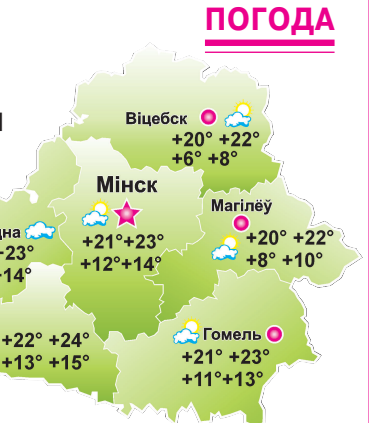 ПОГОДА
Віцебск
+20° +22°
+6° +8°
Мінск
+21°+23°
+12°+14°
Магілёў
+20° +22°
+8° +10°
+23°
+14°
+22° +24°
+13° +15°
Гомель
+21° +23°
+11°+13°